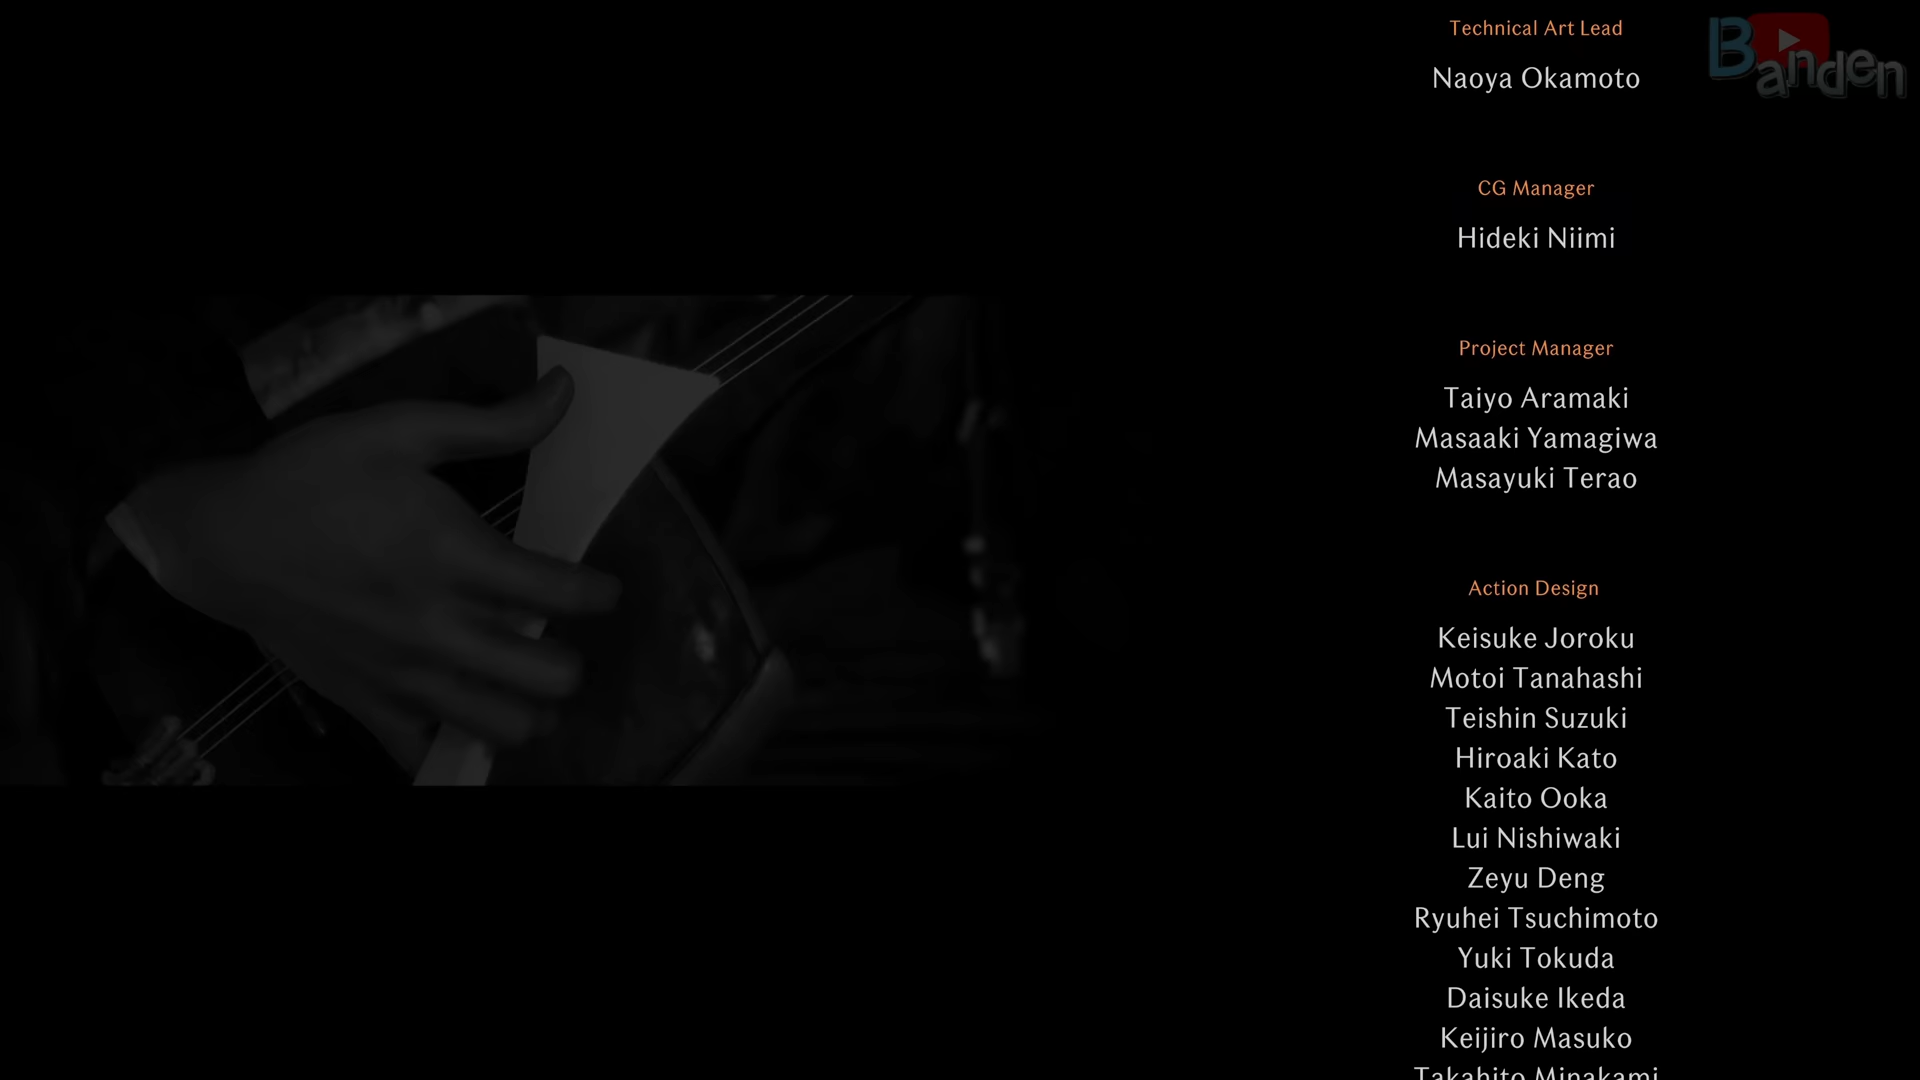 Technical Art Lead
Naoya Okamoto
Banden
CG Manager
Hideki Niimi
Project Manager
Taiyo Aramaki
Masaaki Yamagiwa
Masayuki Terao
Action Design
Keisuke Joroku
Motoi Tanahashi
Teishin Suzuki
Hiroaki Kato
Kaito Ooka
Lui Nishiwaki
Zeyu Deng
Ryuhei Tsuchimoto
Yuki Tokuda
Daisuke Ikeda
Keijiro Masuko
Takahito Minakami